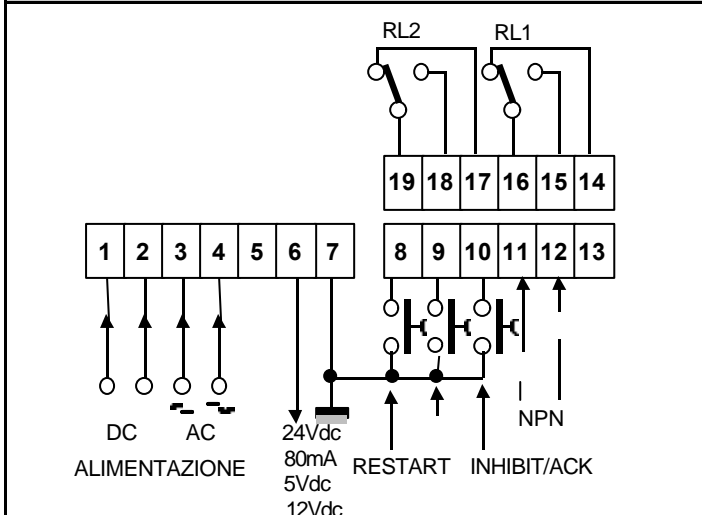 RL2 RL1
19 18 17 16 15 14
1 2 3 4 5 6 7 8 9 10 11 12 13
DC AC
ALIMENTAZIONE
24Vdc
80mA
5Vdc
12Vdc
RESTART
INHIBIT/ACK
NPN